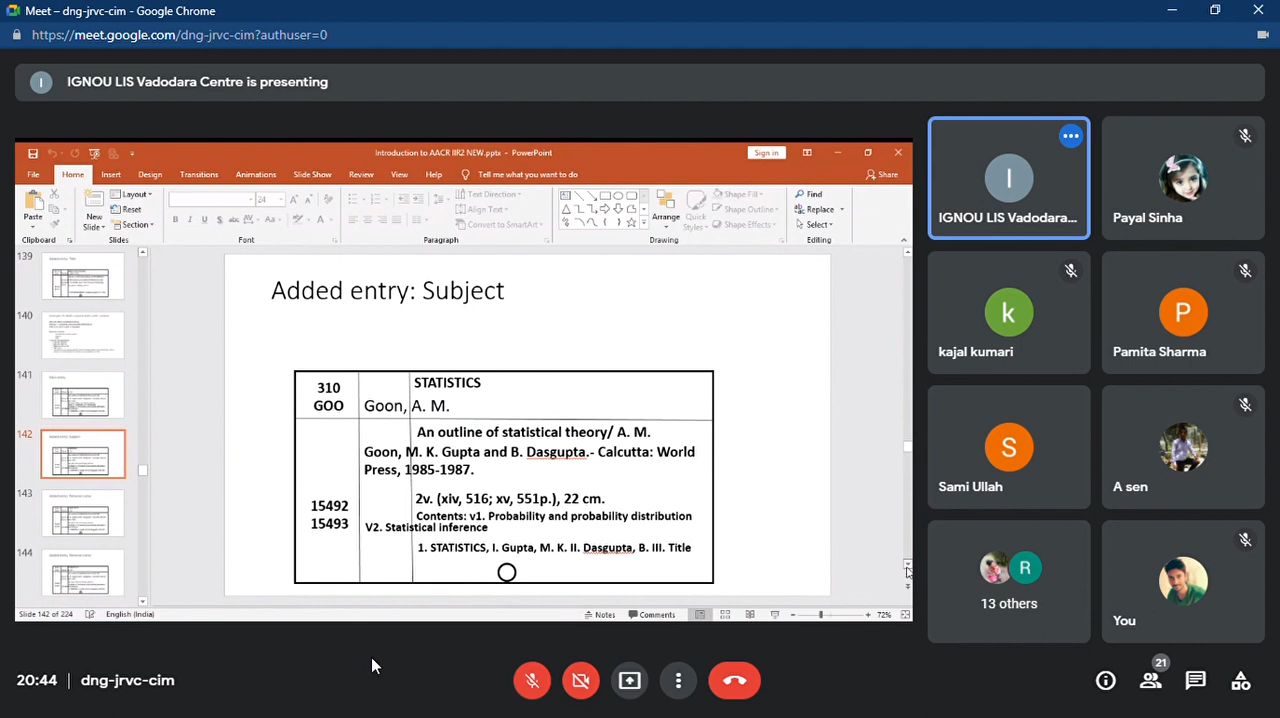 Meet – dng-jrvc-cim - Google Chrome
https://meet.google.com/dng-jrvc-cim?authuser=0
I IGNOU LIS Vadodara Centre is presenting
Introduction to AACR IIR2 NEW.pptx - PowerPoint
Sign in
File Home Insert Design Transitions Animations Slide Show Review View Help Tell me what you want to do
Share
Paste
Clipboard
New
Slide
Layout
Reset
Section
Slides
24
B I U S abc AV Aa A
Font
Text Direction
Align Text
Convert to SmartArt
Paragraph
Arrange
Quick
Styles
Shape Fill
Shape Outline
Shape Effects
Drawing
Find
Replace
Select
Editing
139
140
141
142
143
144
Added entry: Subject
310
GOO
STATISTICS
Goon, A. M.
An outline of statistical theory/ A. M.
Goon, M. K. Gupta and B. Dasgupta.- Calcutta: World
Press, 1985-1987.
15492
15493
2v. (xiv, 516; xv, 551p.), 22 cm.
Contents: v1. Probability and probability distribution
V2. Statistical inference
1. STATISTICS, I. Gupta, M. K. II. Dasgupta, B. III. Title
Slide 142 of 224
English (India)
Notes
Comments
72%
I
IGNOU LIS Vadodara...
Payal Sinha
k
kajal kumari
P
Pamita Sharma
S
Sami Ullah
A sen
R
13 others
You
20:44 | dng-jrvc-cim
21